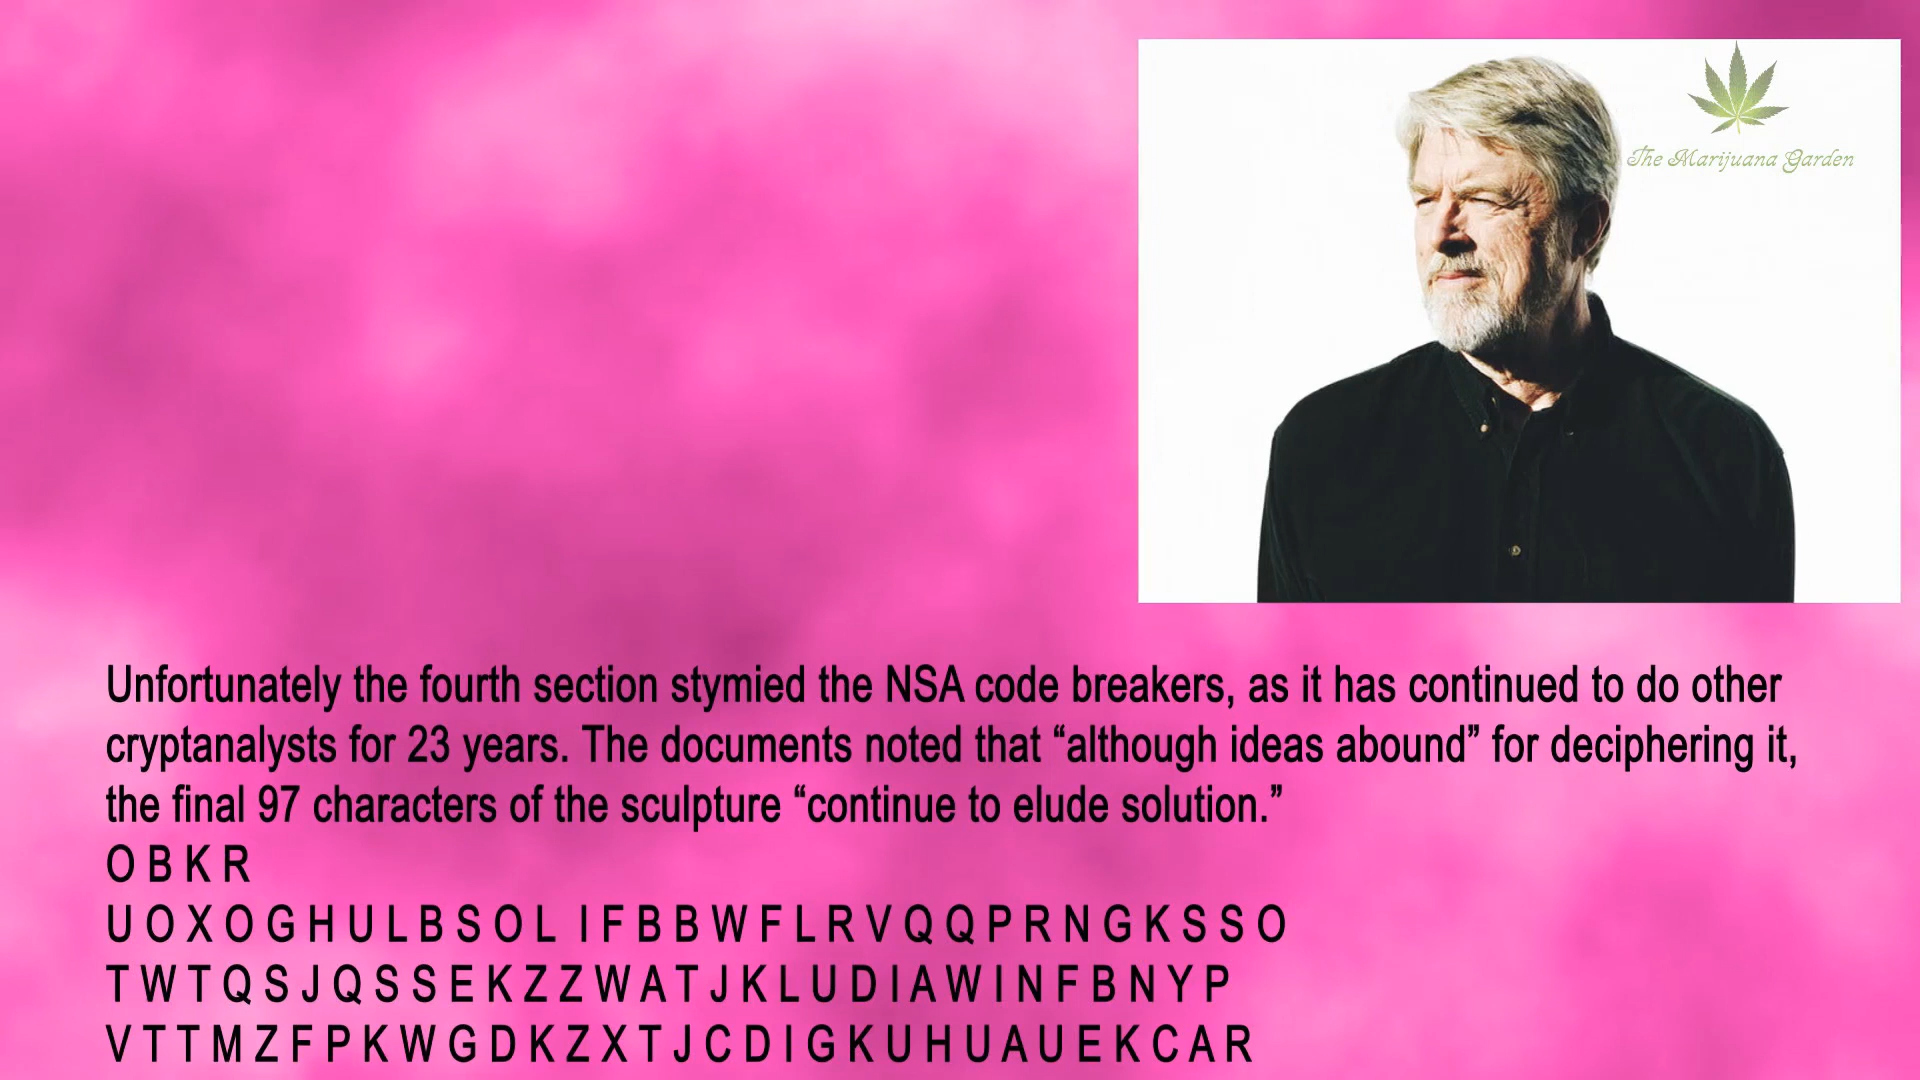 The Marijuana Garden
Unfortunately the fourth section stymied the NSA code breakers, as it has continued to do other
cryptanalysts for 23 years. The documents noted that “although ideas abound” for deciphering it,
the final 97 characters of the sculpture “continue to elude solution.”
O B K R
U O X O G H U L B S O L I F B B W F L R V Q Q P R N G K S S O
T W T Q S J Q S S E K Z Z W A T J K L U D I A W I N F B N Y P
V T T M Z F P K W G D K Z X T J C D I G K U H U A U E K C A R